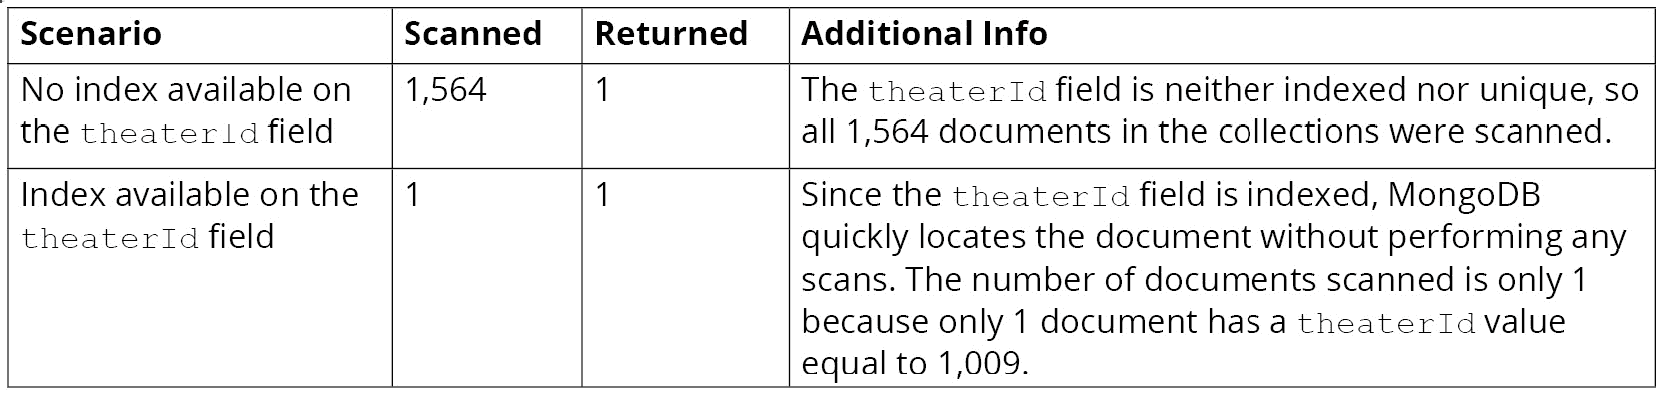 Scenario Scanned Returned Additional Info
No index available on 1,564 1 The theaterId field is neither indexed nor unique, so
the theaterId field all 1,564 documents in the collections were scanned.
Index available on the 1 1 Since the theaterId field is indexed, MongoDB
theaterId field quickly locates the document without performing any
scans. The number of documents scanned is only 1
because only 1 document has a theaterId value
equal to 1,009.